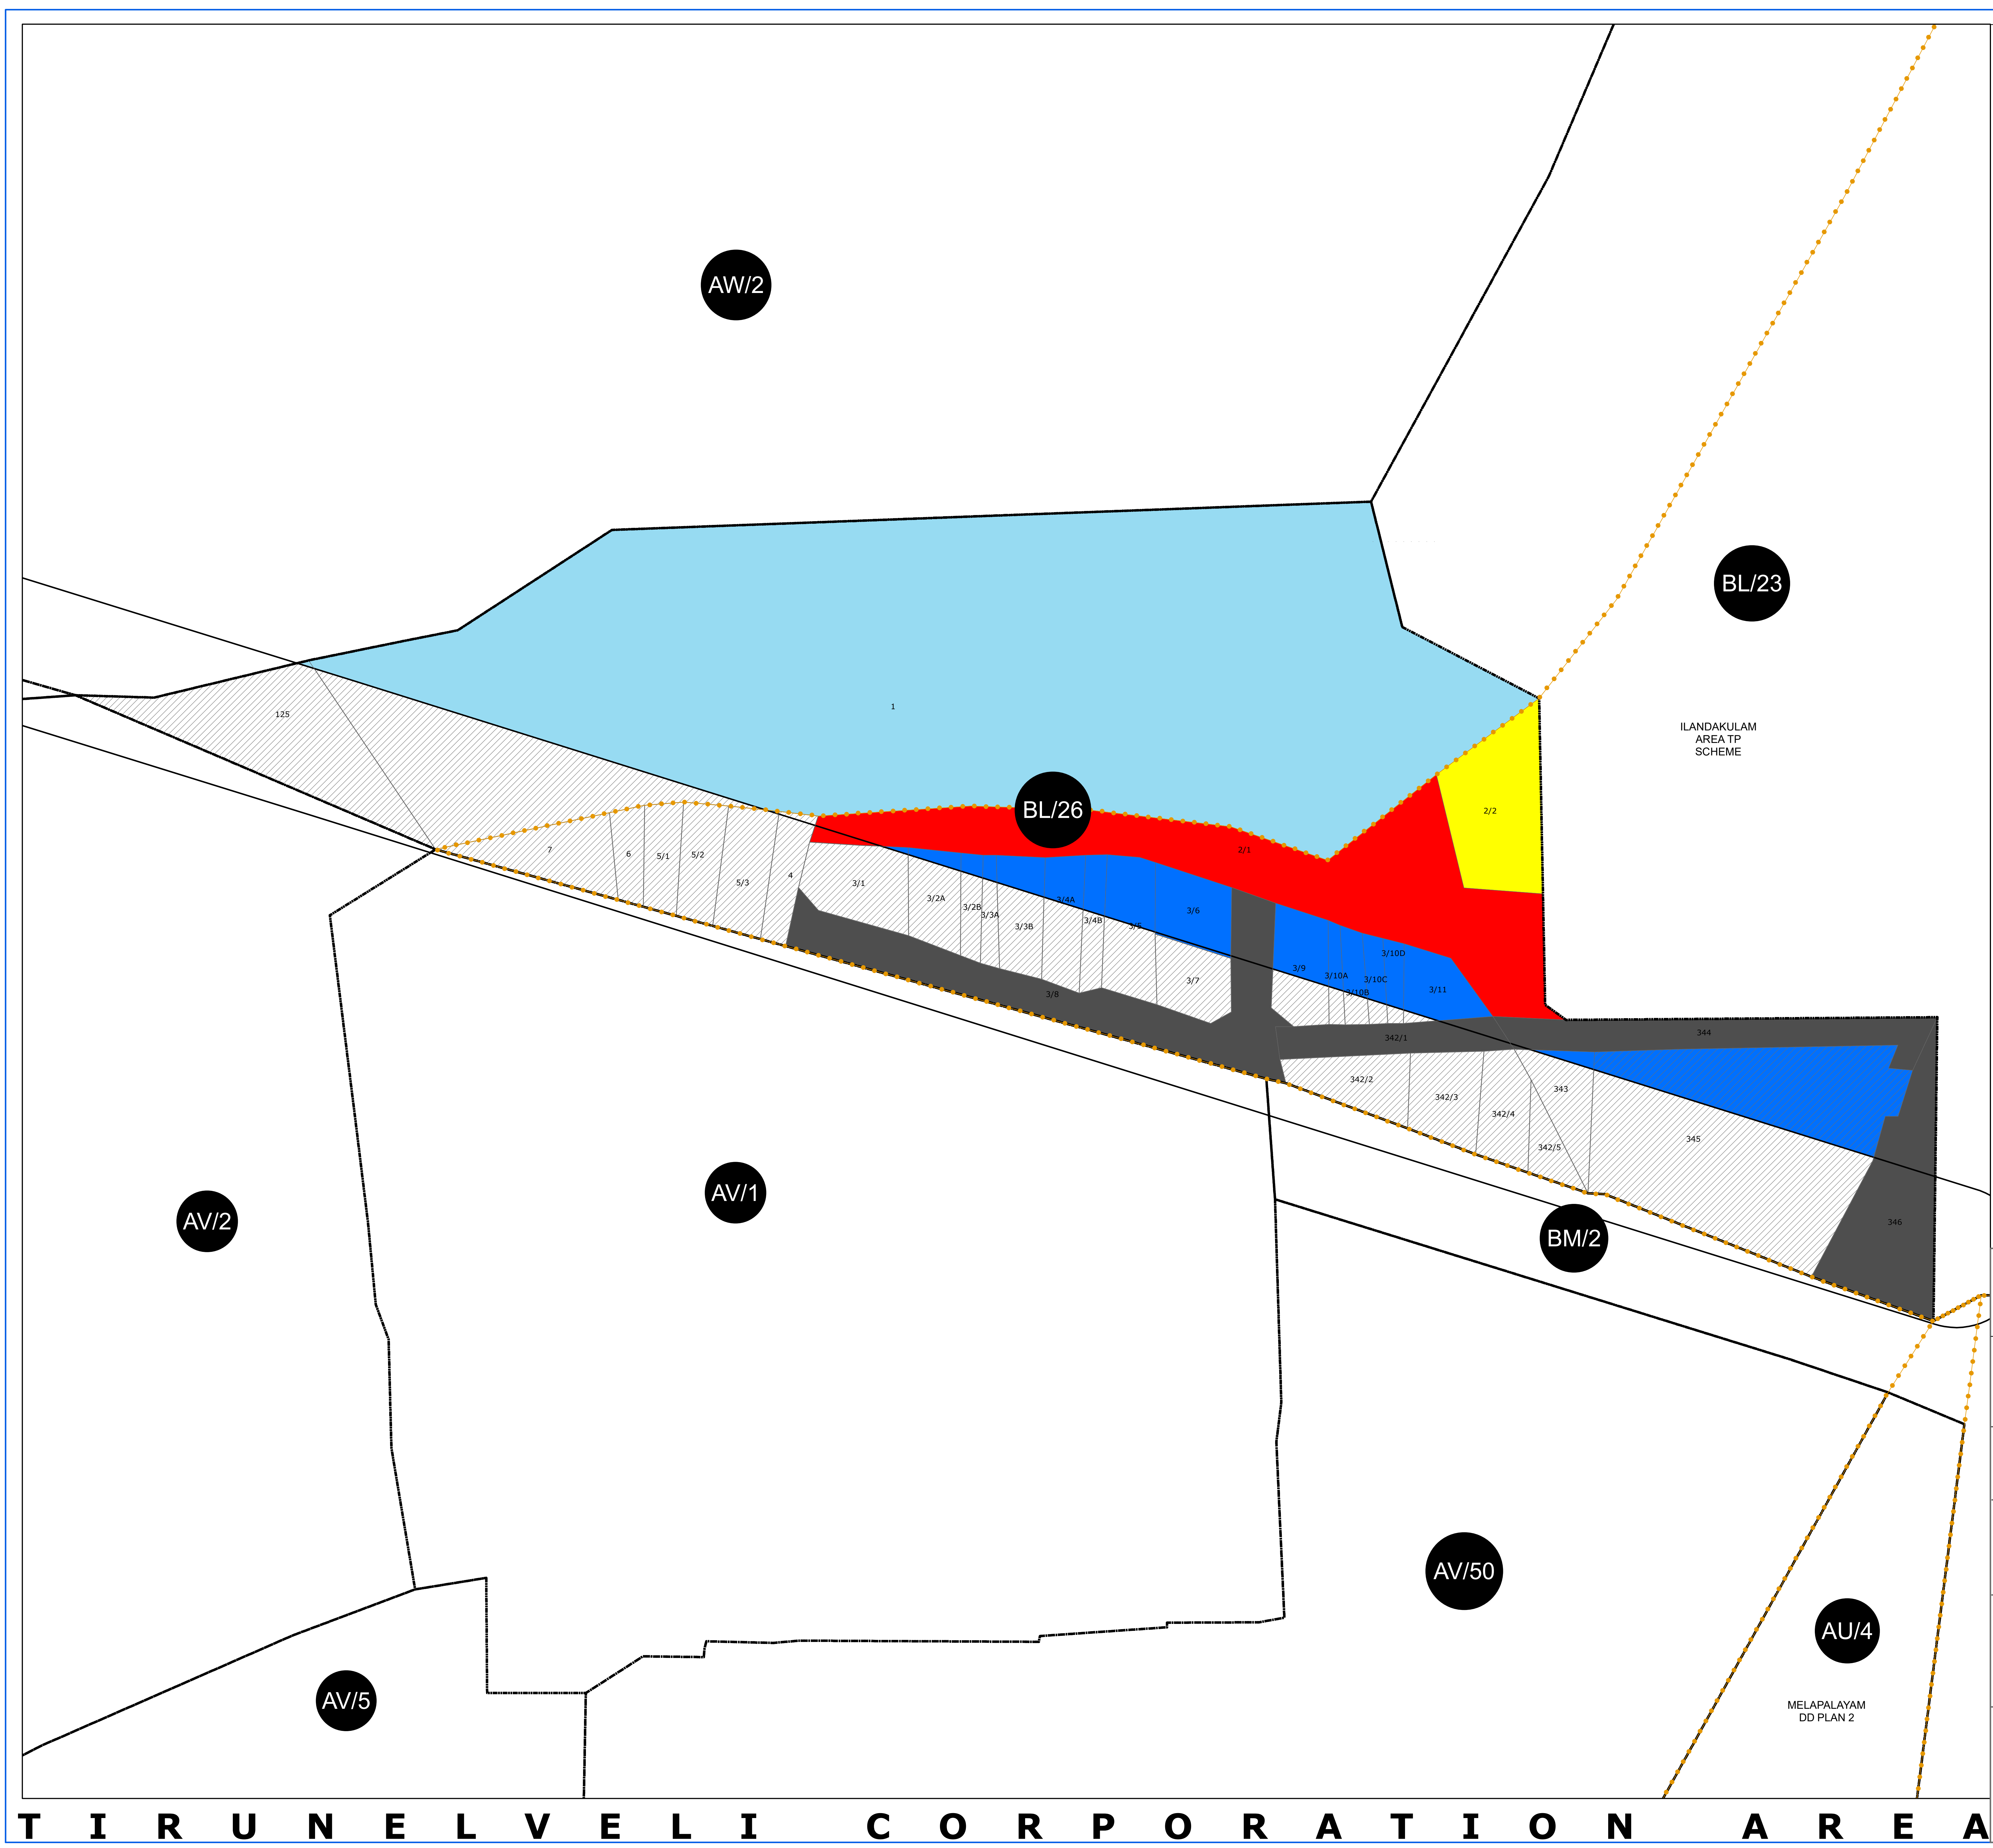 AW/2
BL/23
ILANDAKULAM
AREA TP
SCHEME
1
125
BL/26
2/2
2/1
7
6
5/1
5/2
5/3
4
3/1
3/2A
3/2B
3/3A
3/3B
3/4A
3/4B
3/5
3/6
3/7
3/8
3/9
3/10A
3/10B
3/10C
3/10D
3/11
342/1
344
342/2
342/3
342/4
342/5
343
345
346
AV/2
AV/1
BM/2
AV/50
AU/4
AV/5
MELAPALAYAM
DD PLAN 2
TIRUNELVELI CORPORATION AREA